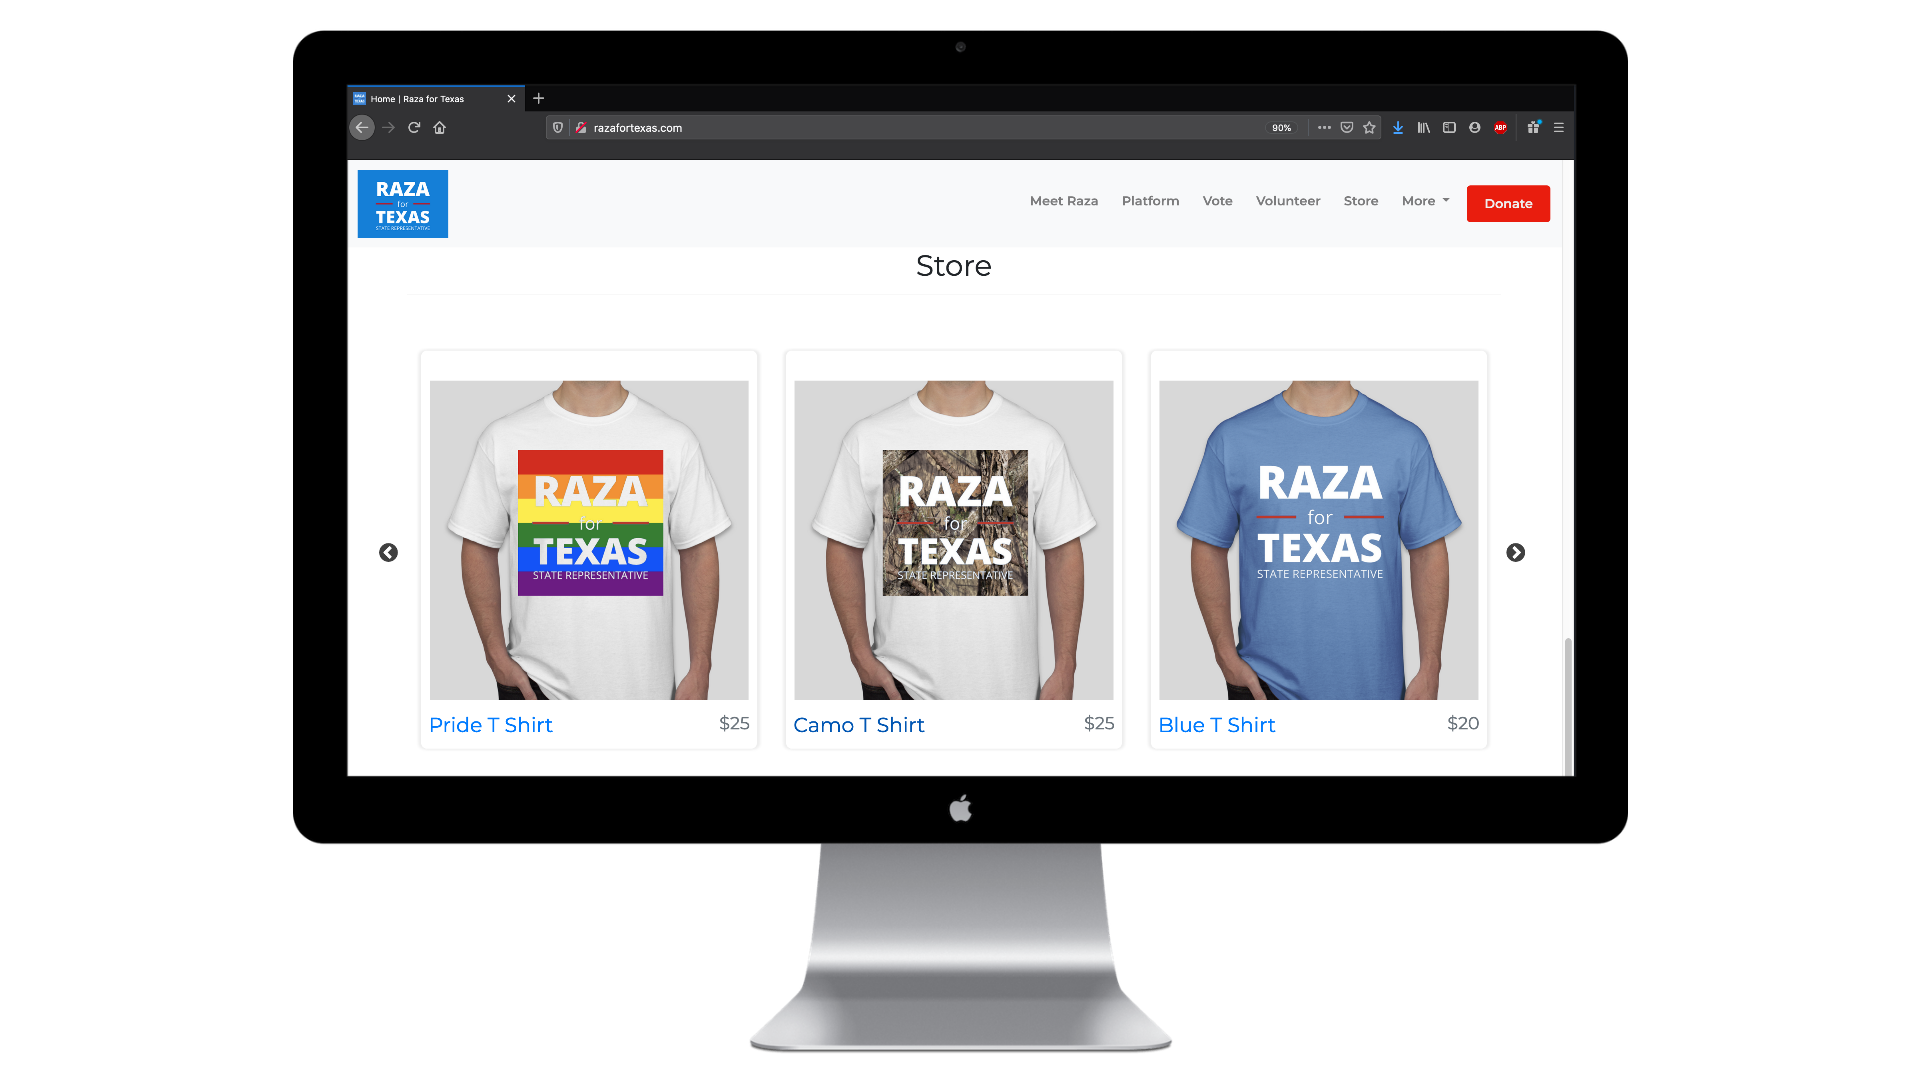 Home | Raza for Texas
razafortexas.com
90%
ABP
RAZA
for
TEXAS
STATE REPRESENTATIVE
Meet Raza
Platform
Vote
Volunteer
Store
More
Donate
Store
RAZA
for
TEXAS
STATE REPRESENTATIVE
Pride T Shirt
$25
RAZA
for
TEXAS
STATE REPRESENTATIVE
Camo T Shirt
$25
RAZA
for
TEXAS
STATE REPRESENTATIVE
Blue T Shirt
$20